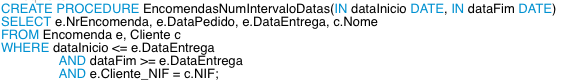 CREATE PROCEDURE EncomendasNumIntervaloDatas(IN dataInicio DATE, IN dataFim DATE)
SELECT e.NrEncomenda, e.DataPedido, e.DataEntrega, c.Nome
FROM Encomenda e, Cliente c
WHERE dataInicio <= e.DataEntrega
AND dataFim >= e.DataEntrega
AND e.Cliente_NIF = c.NIF;